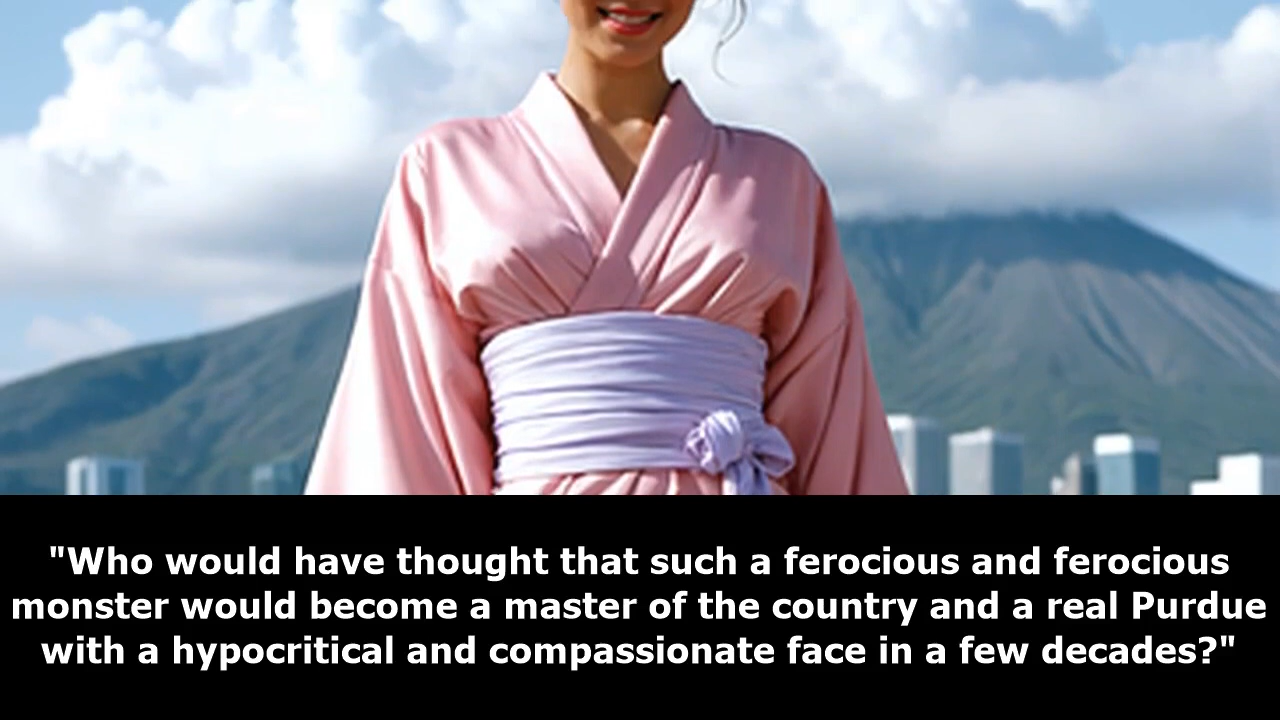 "Who would have thought that such a ferocious and ferocious
monster would become a master of the country and a real Purdue
with a hypocritical and compassionate face in a few decades?"